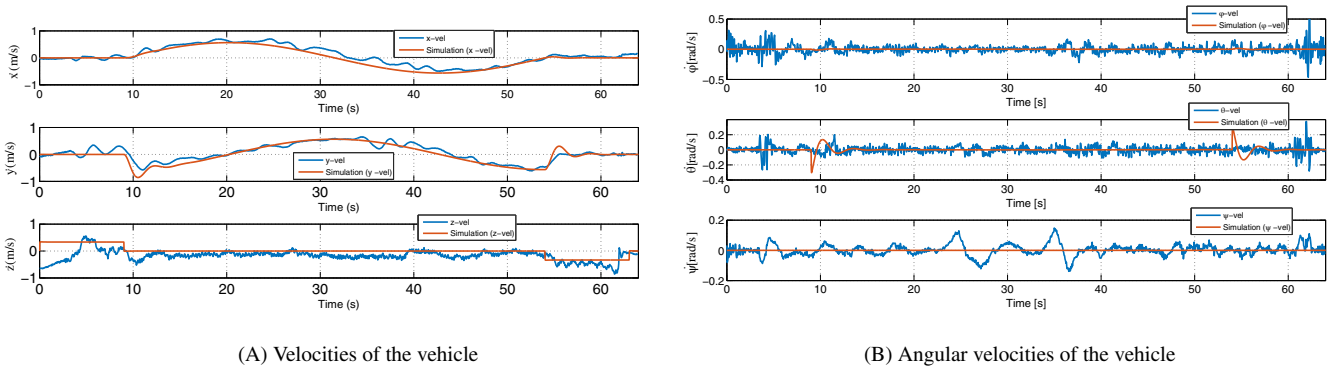 x-vel
Simulation (x -vel)
1
0
−1
ẋ (m/s)
0 10 20 30 40 50 60
Time (s)
y-vel
Simulation (y -vel)
1
0
−1
ẏ (m/s)
0 10 20 30 40 50 60
Time (s)
z-vel
Simulation (z-vel)
1
0
−1
ż (m/s)
0 10 20 30 40 50 60
Time (s)
(A) Velocities of the vehicle
φ-vel
Simulation (φ -vel)
0.5
0
−0.5
φ̇[rad/s]
0 10 20 30 40 50 60
Time [s]
θ-vel
Simulation (θ -vel)
0.2
0
−0.2
−0.4
θ̇[rad/s]
0 10 20 30 40 50 60
Time [s]
ψ-vel
Simulation (ψ -vel)
0.2
0
−0.2
ψ̇[rad/s]
0 10 20 30 40 50 60
Time [s]
(B) Angular velocities of the vehicle